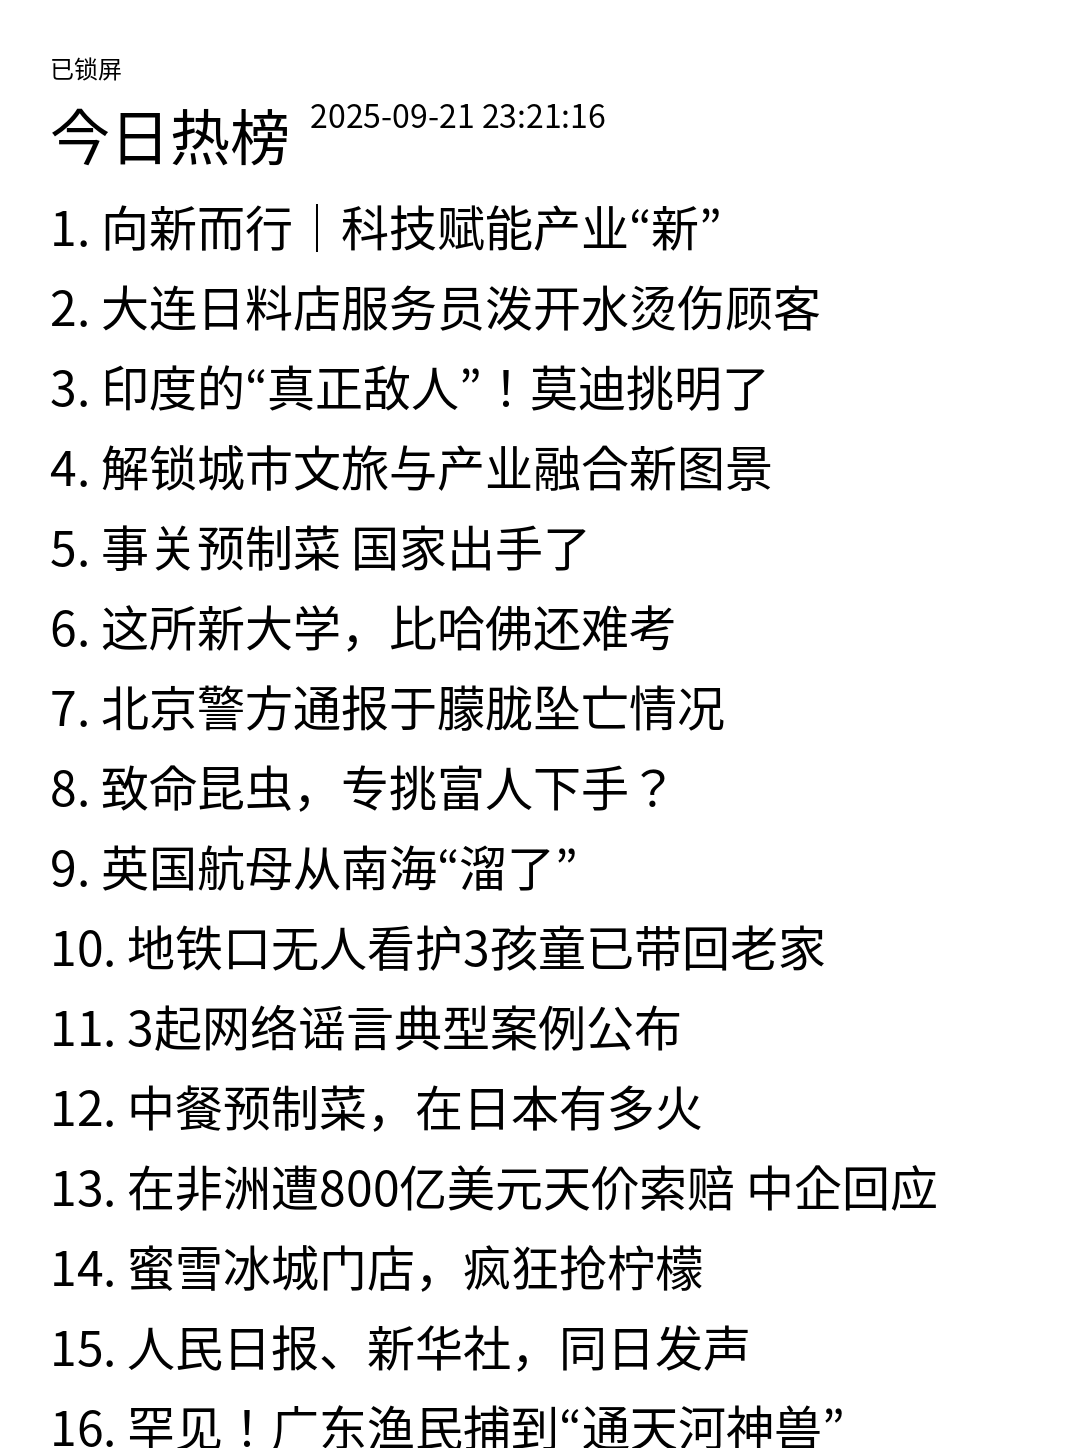 已锁屏
今日热榜 2025-09-21 23:21:16
1. 向新而行｜科技赋能产业“新”
2. 大连日料店服务员泼开水烫伤顾客
3. 印度的“真正敌人”！莫迪挑明了
4. 解锁城市文旅与产业融合新图景
5. 事关预制菜 国家出手了
6. 这所新大学，比哈佛还难考
7. 北京警方通报于朦胧坠亡情况
8. 致命昆虫，专挑富人下手？
9. 英国航母从南海“溜了”
10. 地铁口无人看护3孩童已带回老家
11. 3起网络谣言典型案例公布
12. 中餐预制菜，在日本有多火
13. 在非洲遭800亿美元天价索赔 中企回应
14. 蜜雪冰城门店，疯狂抢柠檬
15. 人民日报、新华社，同日发声
16. 罕见！广东渔民捕到“通天河神兽”